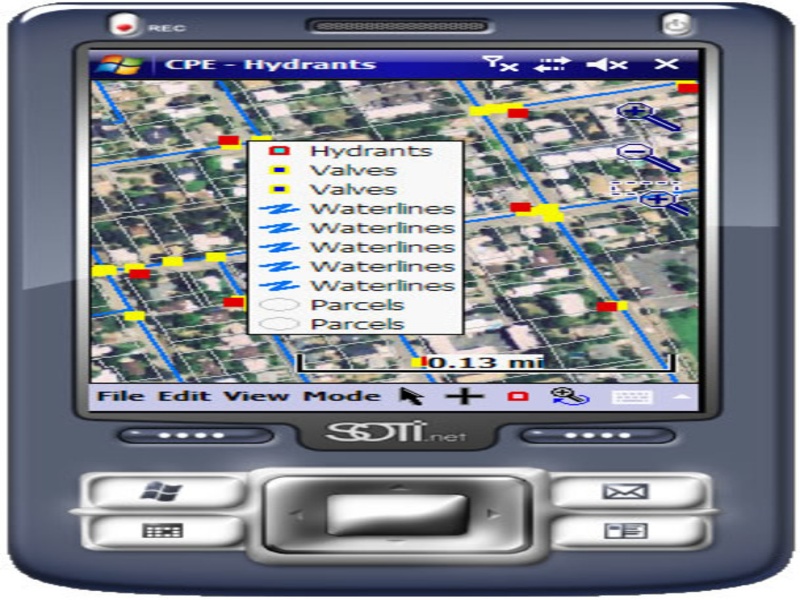 REC
CPE - Hydrants
Hydrants
Valves
Valves
Waterlines
Waterlines
Waterlines
Waterlines
Waterlines
Parcels
Parcels
0.13 mi
File Edit View Mode
SOTi.net